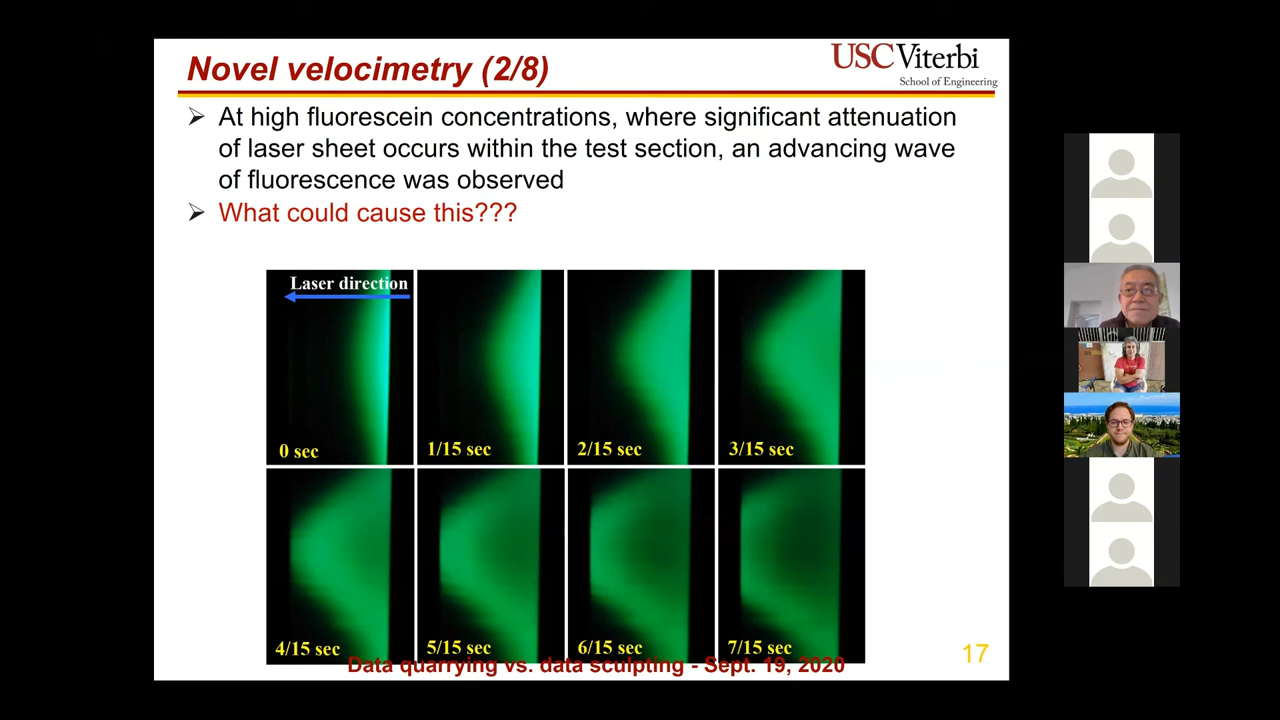 Novel velocimetry (2/8)
USC Viterbi
School of Engineering
At high fluorescein concentrations, where significant attenuation
of laser sheet occurs within the test section, an advancing wave
of fluorescence was observed
What could cause this???
Laser direction
0 sec
1/15 sec
2/15 sec
3/15 sec
4/15 sec
5/15 sec
6/15 sec
7/15 sec
Data quarrying vs. data sculpting - Sept. 19, 2020
17